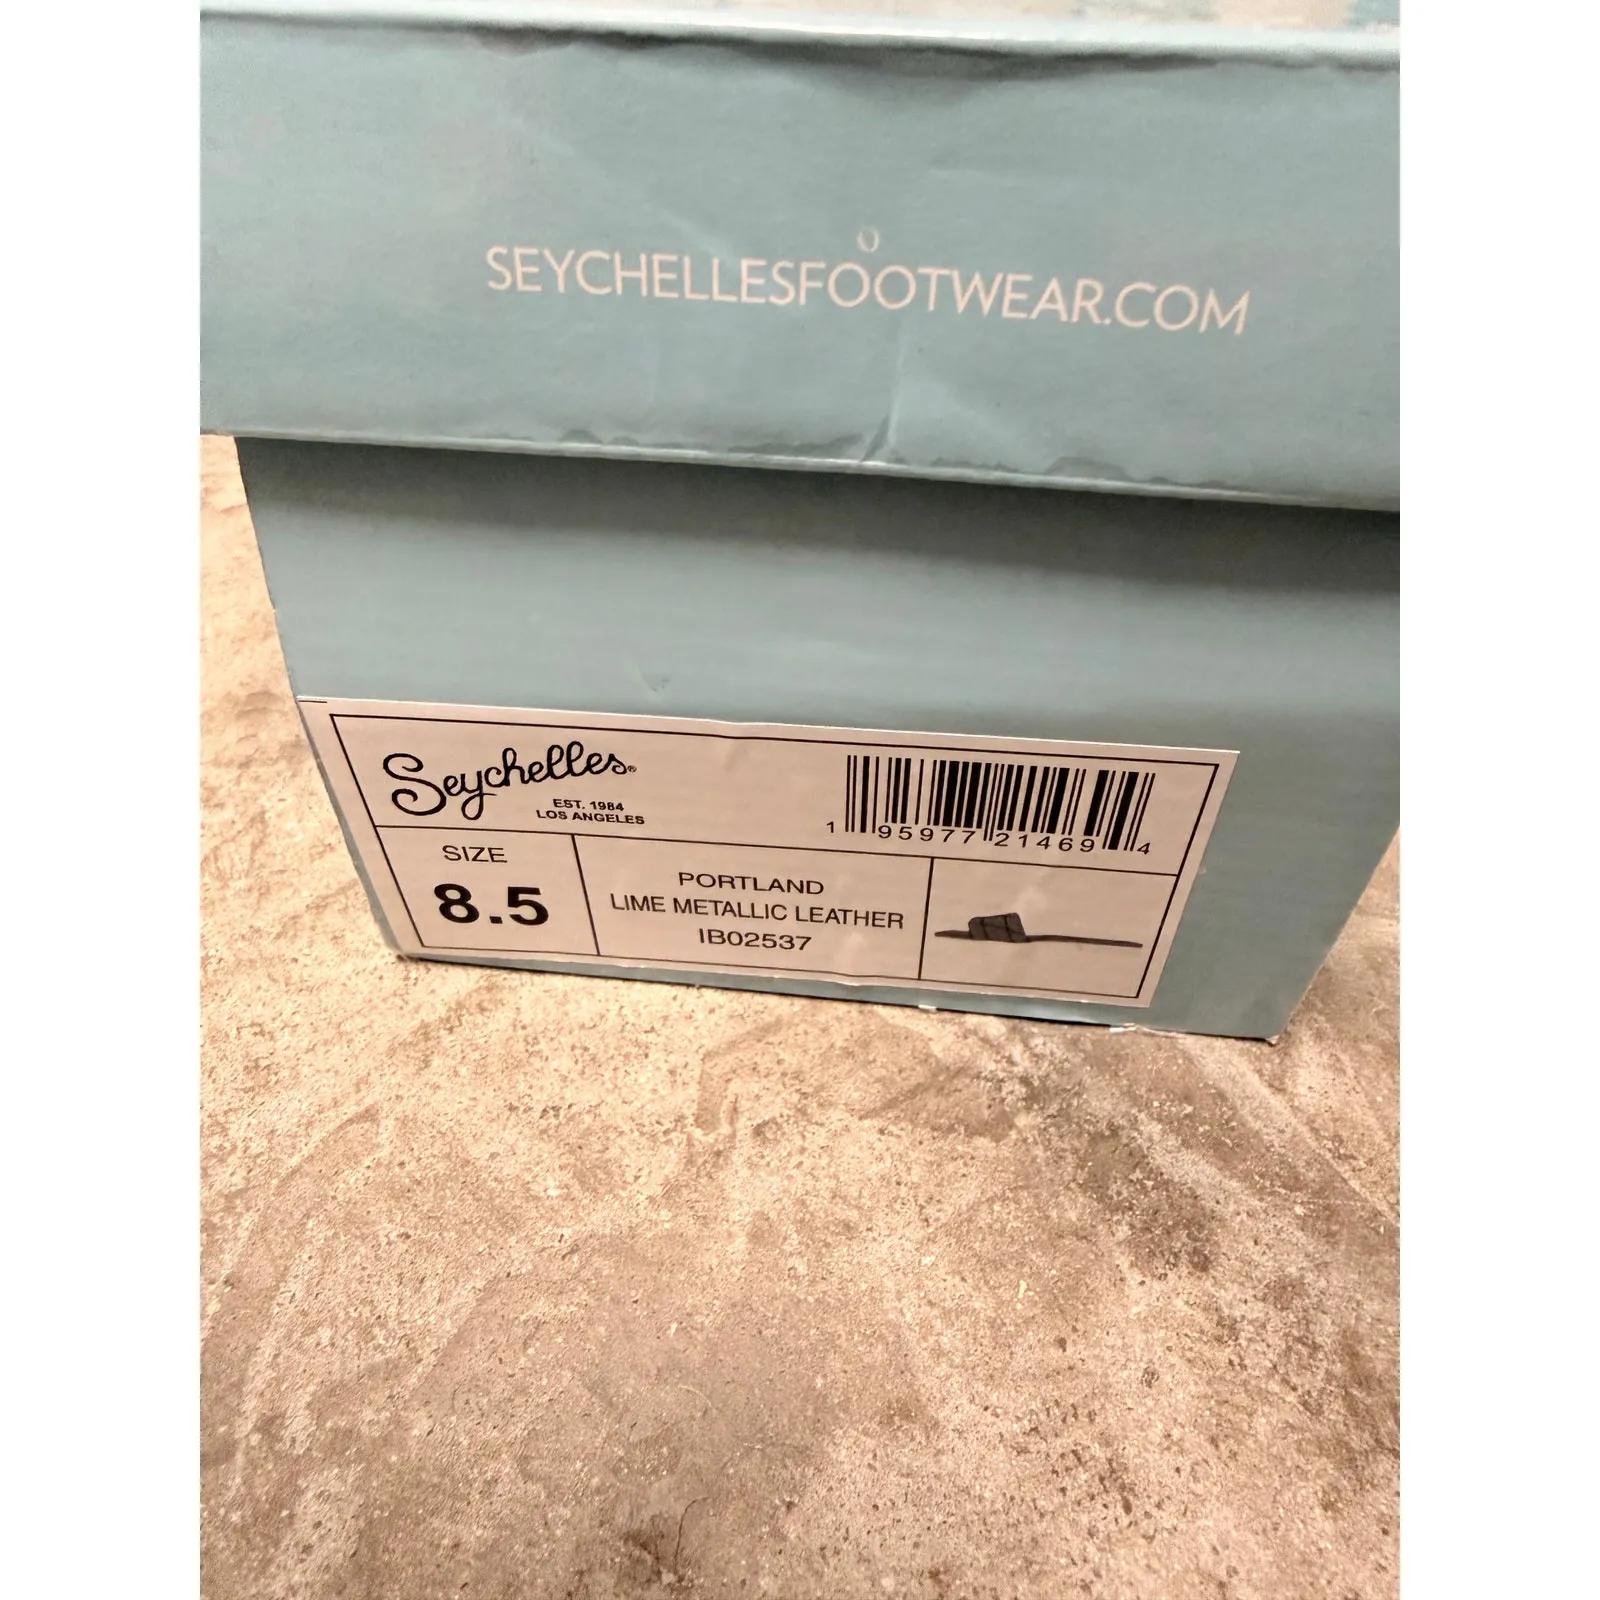 SEYCHELLESFOOTWEAR.COM
Seychelles®
EST. 1984
LOS ANGELES
1 95977 21469 4
SIZE
8.5
PORTLAND
LIME METALLIC LEATHER
IB02537